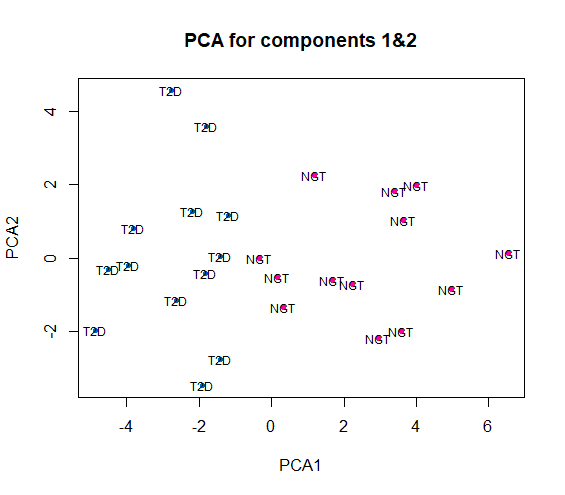 PCA for components 1&2
T2D
T2D
NGT
NGT
NGT
T2D
T2D
NGT
T2D
T2D
NGT
NGT
T2D
T2D
T2D
NGT
NGT
NGT
NGT
T2D
NGT
T2D
T2D
NGT
NGT
T2D
T2D
4
2
0
-2
PCA2
-4
-2
0
2
4
6
PCA1